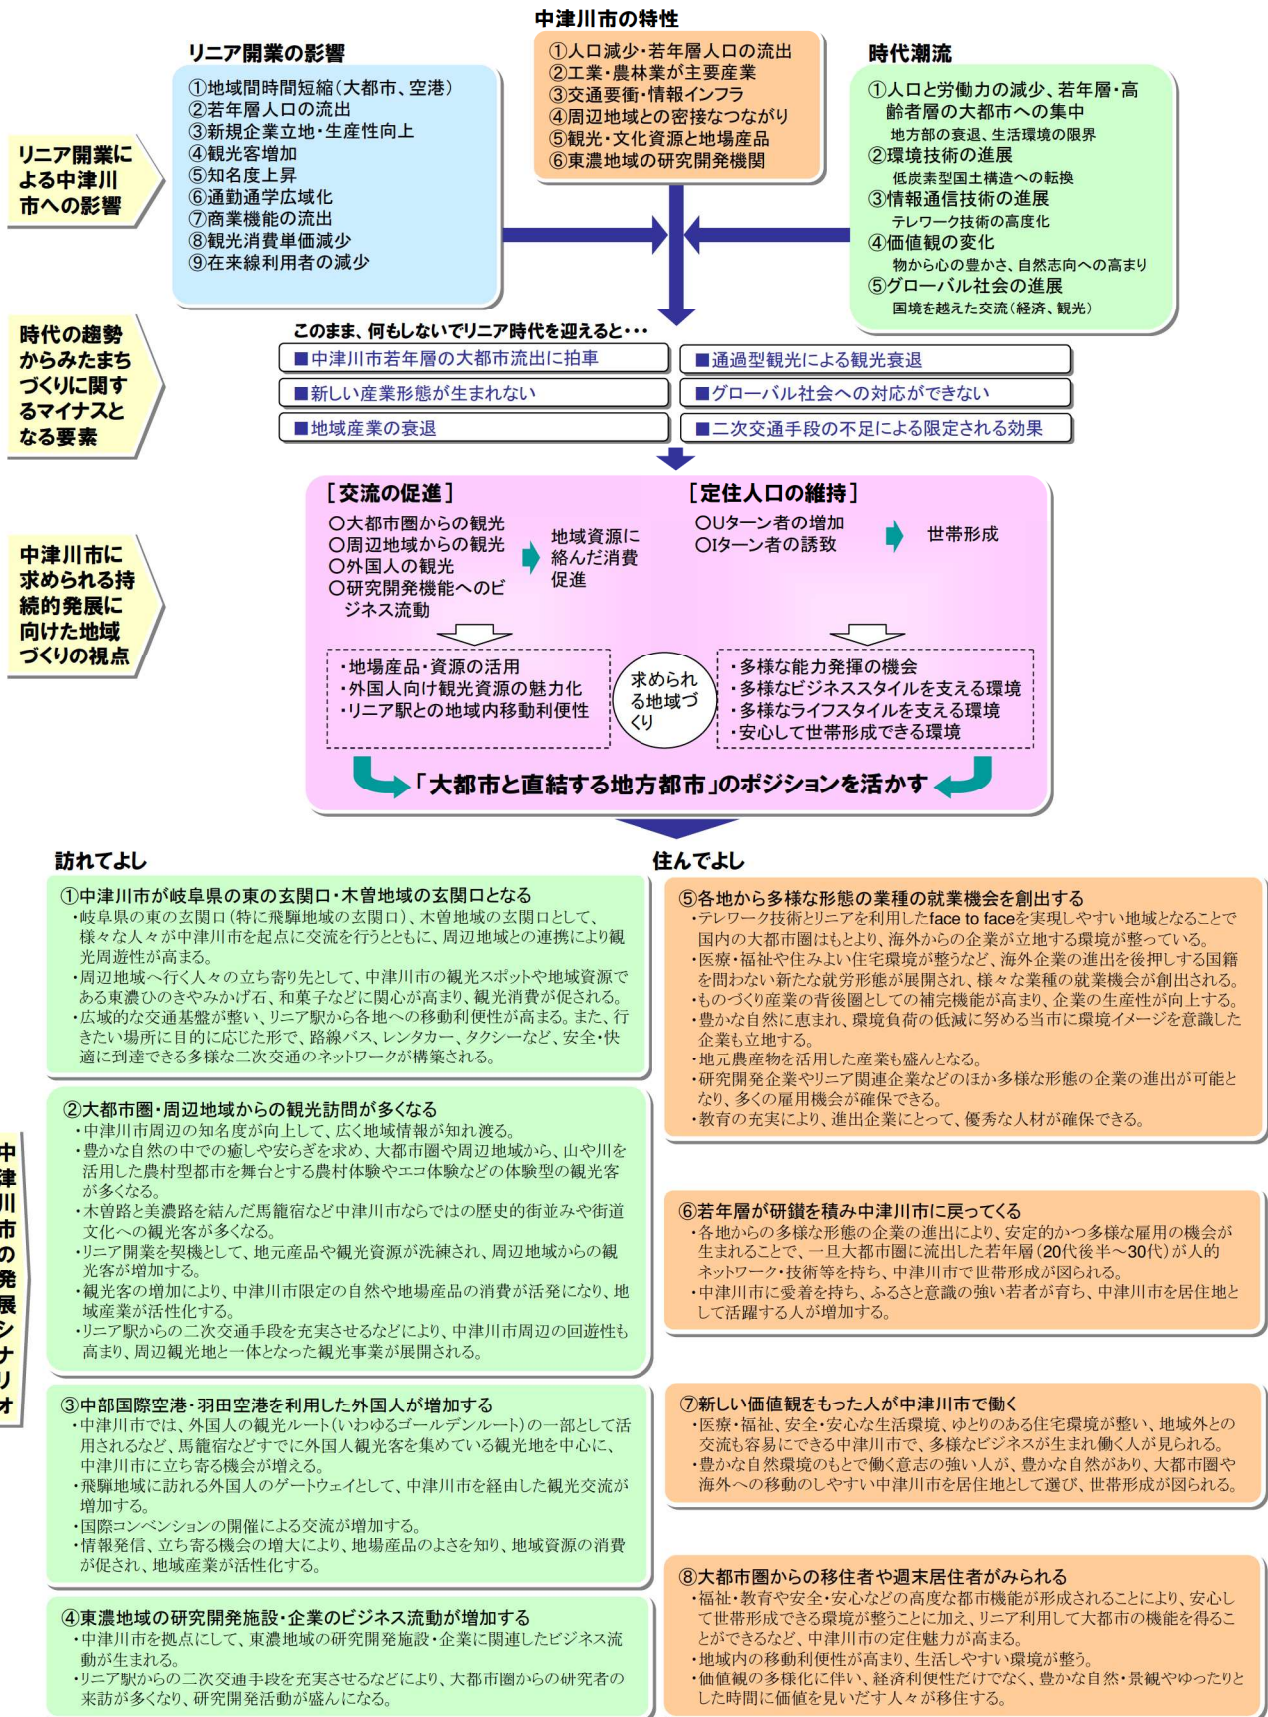 中津川市の特性
①人口減少・若年層人口の流出
②工業・農林業が主要産業
③交通要衝・情報インフラ
④周辺地域との密接なつながり
⑤観光・文化資源と地場産品
⑥東濃地域の研究開発機関
リニア開業の影響
①地域間時間短縮(大都市、空港)
②若年層人口の流出
③新規企業立地・生産性向上
④観光客増加
⑤知名度上昇
⑥通勤通学広域化
⑦商業機能の流出
⑧観光消費単価減少
⑨在来線利用者の減少
時代潮流
①人口と労働力の減少、若年層・高
齢者層の大都市への集中
地方部の衰退、生活環境の限界
②環境技術の進展
低炭素型国土構造への転換
③情報通信技術の進展
テレワーク技術の高度化
④価値観の変化
物から心の豊かさ、自然志向への高まり
⑤グローバル社会の進展
国境を越えた交流(経済、観光)
リニア開業に
よる中津川
市への影響
時代の趨勢
からみたまち
づくりに関す
るマイナスと
なる要素
このまま、何もしないでリニア時代を迎えると・・・
■中津川市若年層の大都市流出に拍車
■通過型観光による観光衰退
■新しい産業形態が生まれない
■グローバル社会への対応ができない
■地域産業の衰退
■二次交通手段の不足による限定される効果
中津川市に
求められる持
続的発展に
向けた地域
づくりの視点
[交流の促進]
○大都市圏からの観光
○周辺地域からの観光
○外国人の観光
○研究開発機能へのビ
ジネス流動
地域資源に
絡んだ消費
促進
[定住人口の維持]
○Uターン者の増加
○Iターン者の誘致
世帯形成
・地場産品・資源の活用
・外国人向け観光資源の魅力化
・リニア駅との地域内移動利便性
求められ
る地域づ
くり
・多様な能力発揮の機会
・多様なビジネススタイルを支える環境
・多様なライフスタイルを支える環境
・安心して世帯形成できる環境
「大都市と直結する地方都市」のポジションを活かす
中津川市の発展シナリオ
訪れてよし
①中津川市が岐阜県の東の玄関口・木曽地域の玄関口となる
・岐阜県の東の玄関口(特に飛騨地域の玄関口)、木曽地域の玄関口として、
様々な人々が中津川市を起点に交流を行うとともに、周辺地域との連携により観
光周遊性が高まる。
・周辺地域へ行く人々の立ち寄り先として、中津川市の観光スポットや地域資源で
ある東濃ひのきやみかげ石、和菓子などに関心が高まり、観光消費が促される。
・広域的な交通基盤が整い、リニア駅から各地への移動利便性が高まる。また、行
きたい場所に目的に応じた形で、路線バス、レンタカー、タクシーなど、安全・快
適に到達できる多様な二次交通のネットワークが構築される。
②大都市圏・周辺地域からの観光訪問が多くなる
・中津川市周辺の知名度が向上して、広く地域情報が知れ渡る。
・豊かな自然の中での癒しや安らぎを求め、大都市圏や周辺地域から、山や川を
活用した農村型都市を舞台とする農村体験やエコ体験などの体験型の観光客
が多くなる。
・木曽路と美濃路を結んだ馬籠宿など中津川市ならではの歴史的街並みや街道
文化への観光客が多くなる。
・リニア開業を契機として、地元産品や観光資源が洗練され、周辺地域からの観
光客が増加する。
・観光客の増加により、中津川市限定の自然や地場産品の消費が活発になり、地
域産業が活性化する。
・リニア駅からの二次交通手段を充実させるなどにより、中津川市周辺の回遊性も
高まり、周辺観光地と一体となった観光事業が展開される。
③中部国際空港・羽田空港を利用した外国人が増加する
・中津川市では、外国人の観光ルート(いわゆるゴールデンルート)の一部として活
用されるなど、馬籠宿などすでに外国人観光客を集めている観光地を中心に、
中津川市に立ち寄る機会が増える。
・飛騨地域に訪れる外国人のゲートウェイとして、中津川市を経由した観光交流が
増加する。
・国際コンベンションの開催による交流が増加する。
・情報発信、立ち寄る機会の増大により、地場産品のよさを知り、地域資源の消費
が促され、地域産業が活性化する。
④東濃地域の研究開発施設・企業のビジネス流動が増加する
・中津川市を拠点にして、東濃地域の研究開発施設・企業に関連したビジネス流
動が生まれる。
・リニア駅からの二次交通手段を充実させるなどにより、大都市圏からの研究者の
来訪が多くなり、研究開発活動が盛んになる。
住んでよし
⑤各地から多様な形態の業種の就業機会を創出する
・テレワーク技術とリニアを利用したface to faceを実現しやすい地域となることで
国内の大都市圏はもとより、海外からの企業が立地する環境が整っている。
・医療・福祉や住みよい住宅環境が整うなど、海外企業の進出を後押しする国籍
を問わない新たな就労形態が展開され、様々な業種の就業機会が創出される。
・ものづくり産業の背後圏としての補完機能が高まり、企業の生産性が向上する。
・豊かな自然に恵まれ、環境負荷の低減に努める当市に環境イメージを意識した
企業も立地する。
・地元農産物を活用した産業も盛んとなる。
・研究開発企業やリニア関連企業などのほか多様な形態の企業の進出が可能と
なり、多くの雇用機会が確保できる。
・教育の充実により、進出企業にとって、優秀な人材が確保できる。
⑥若年層が研鑚を積み中津川市に戻ってくる
・各地からの多様な形態の企業の進出により、安定的かつ多様な雇用の機会が
生まれることで、一旦大都市圏に流出した若年層(20代後半～30代)が人的
ネットワーク・技術等を持ち、中津川市で世帯形成が図られる。
・中津川市に愛着を持ち、ふるさと意識の強い若者が育ち、中津川市を居住地と
して活躍する人が増加する。
⑦新しい価値観をもった人が中津川市で働く
・医療・福祉、安全・安心な生活環境、ゆとりのある住宅環境が整い、地域外との
交流も容易にできる中津川市で、多様なビジネスが生まれ働く人が見られる。
・豊かな自然環境のもとで働く意志の強い人が、豊かな自然があり、大都市圏や
海外への移動のしやすい中津川市を居住地として選び、世帯形成が図られる。
⑧大都市圏からの移住者や週末居住者がみられる
・福祉・教育や安全・安心などの高度な都市機能が形成されることにより、安心し
て世帯形成できる環境が整うことに加え、リニア利用して大都市の機能を得るこ
とができるなど、中津川市の定住魅力が高まる。
・地域内の移動利便性が高まり、生活しやすい環境が整う。
・価値観の多様化に伴い、経済利便性だけでなく、豊かな自然・景観やゆったりと
した時間に価値を見いだす人々が移住する。